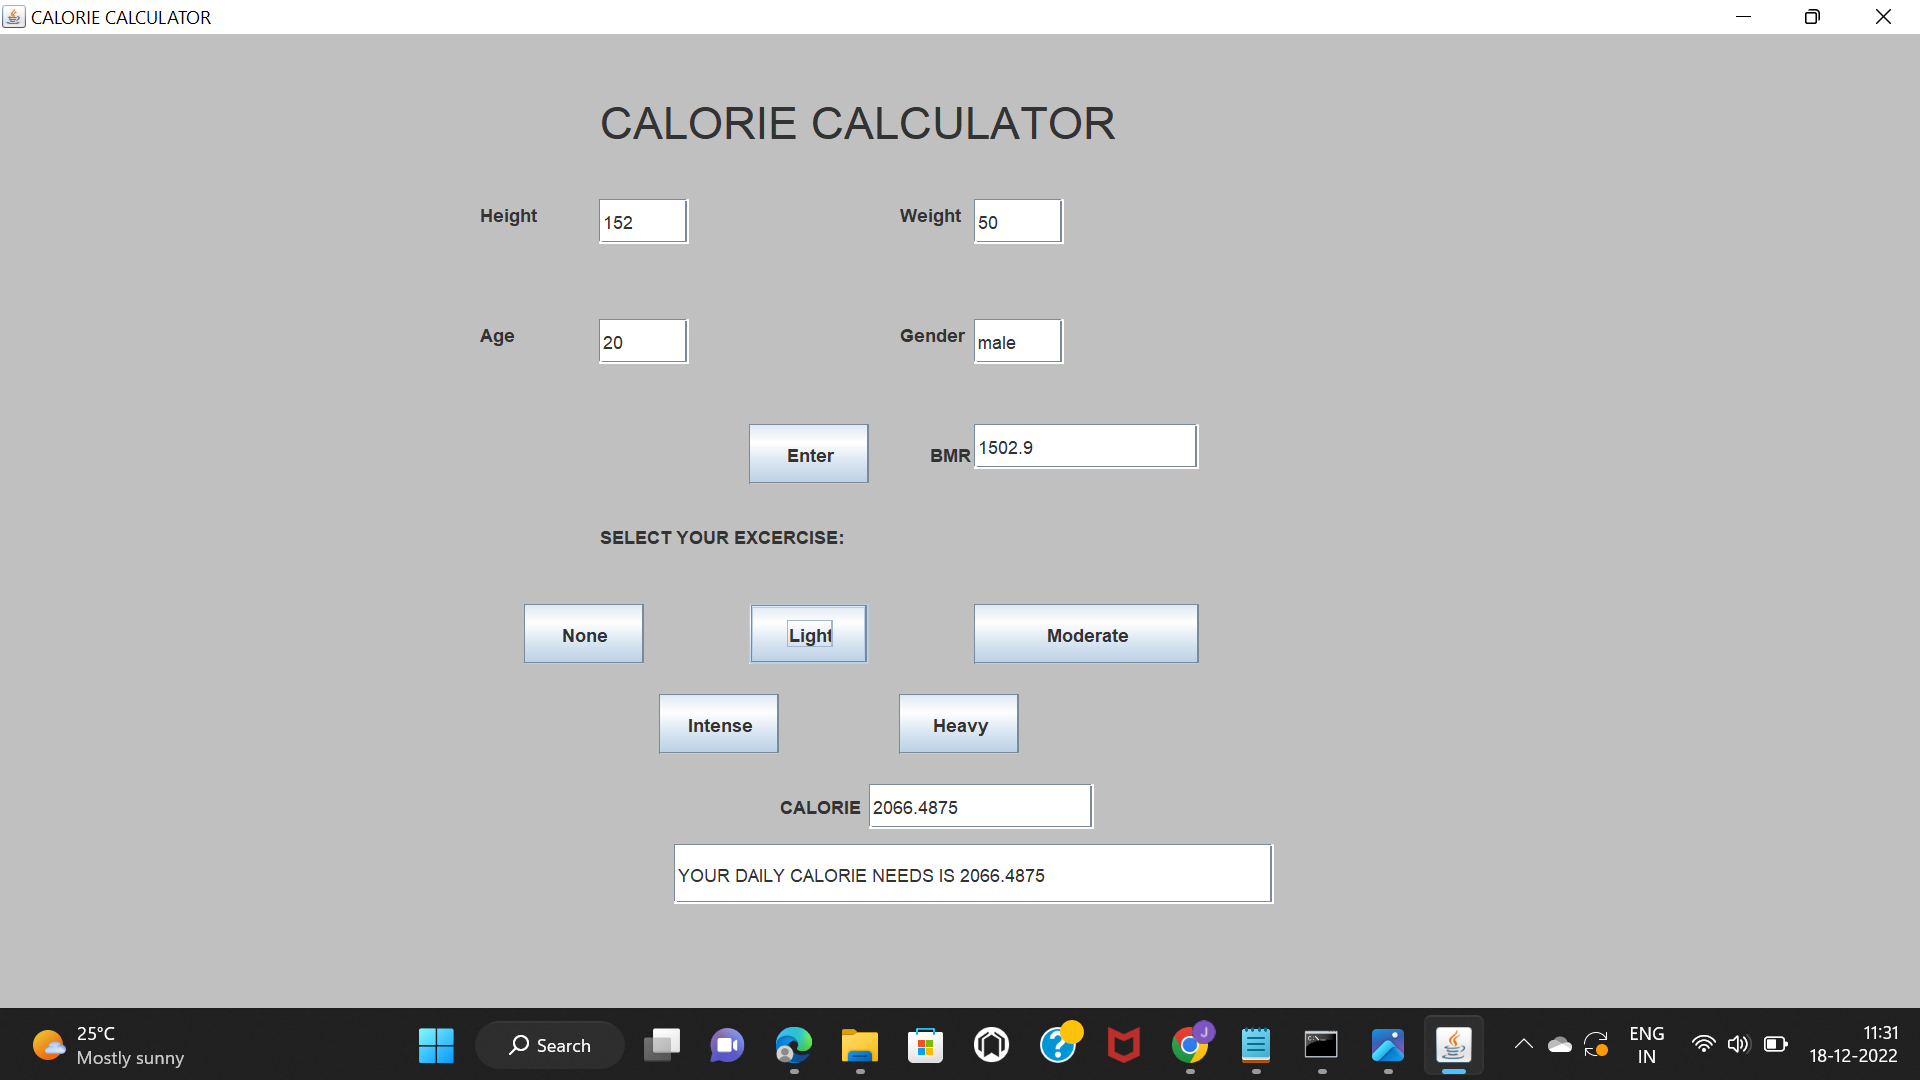 CALORIE CALCULATOR
CALORIE CALCULATOR
Height 152 Weight 50
Age 20 Gender male
Enter BMR 1502.9
SELECT YOUR EXCERCISE:
None Light Moderate
Intense Heavy
CALORIE 2066.4875
YOUR DAILY CALORIE NEEDS IS 2066.4875
25°C
Mostly sunny
Search
J
ENG
IN
11:31
18-12-2022